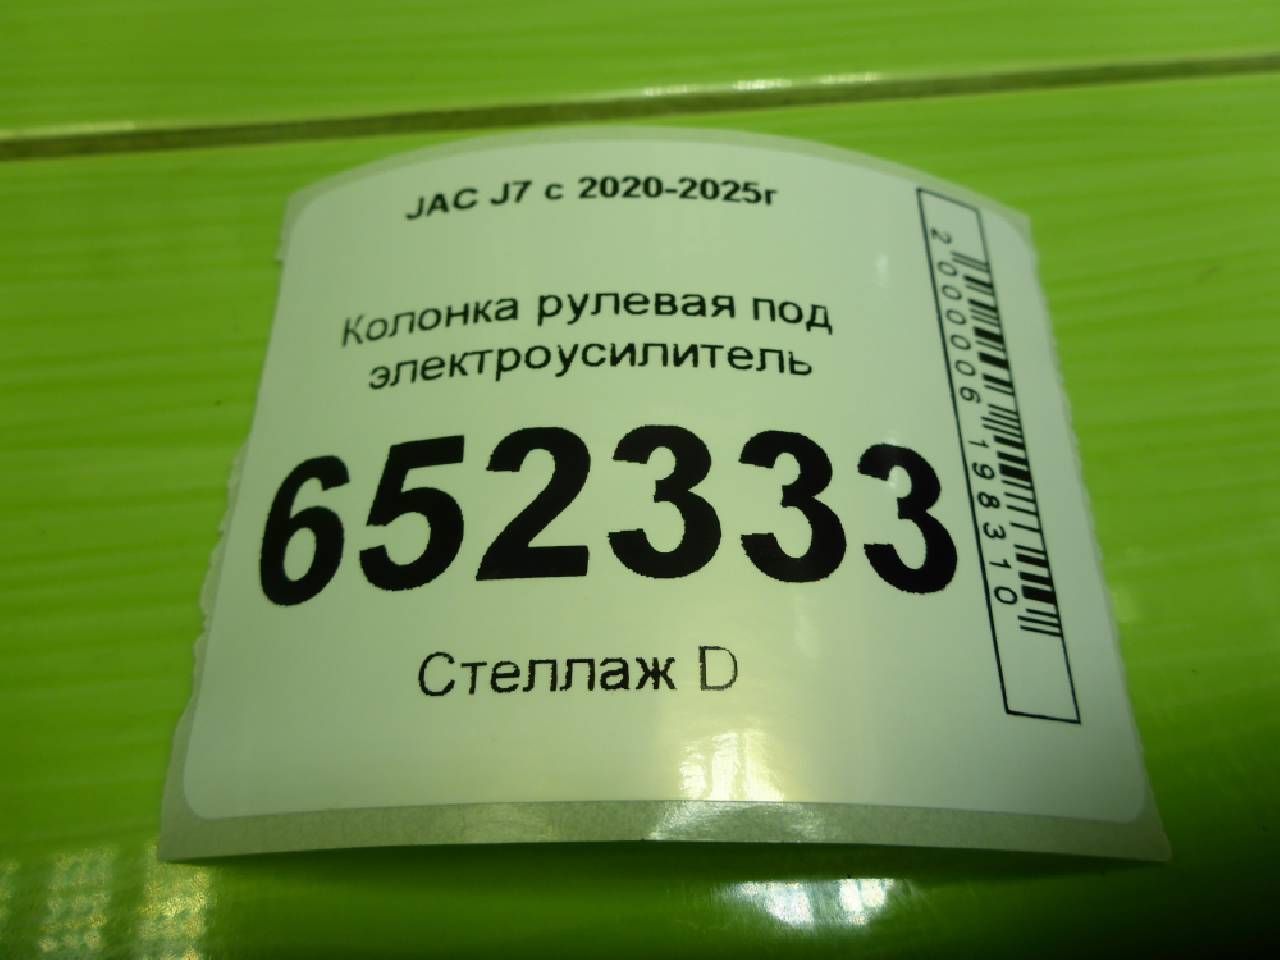 JAC J7 с 2020-2025г
Колонка рулевая под
электроусилитель
652333
Стеллаж D
2000006198310